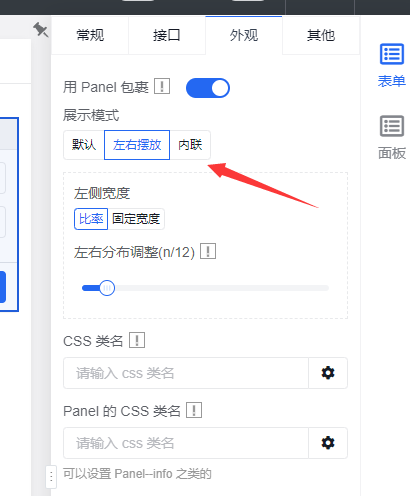 常规 接口 外观 其他
用 Panel 包裹
展示模式
默认 左右摆放 内联
左侧宽度
比率 固定宽度
左右分布调整(n/12)
CSS 类名
请输入 css 类名
Panel 的 CSS 类名
请输入 css 类名
可以设置 Panel--info 之类的
表单
面板